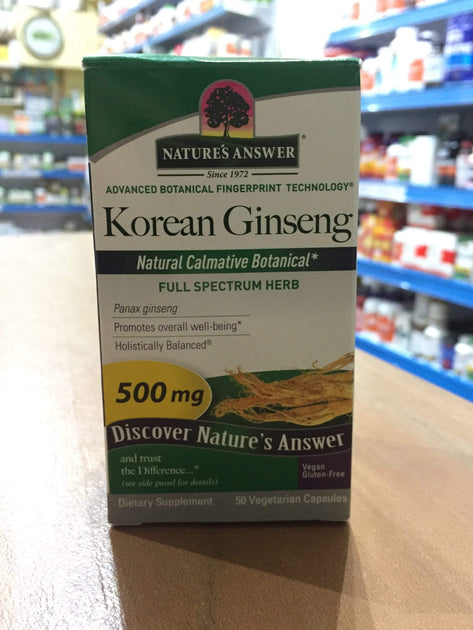 NATURE'S ANSWER®
Since 1972
ADVANCED BOTANICAL FINGERPRINT TECHNOLOGY®
Korean Ginseng
Natural Calmative Botanical*
FULL SPECTRUM HERB
Panax ginseng
Promotes overall well-being*
Holistically Balanced®
500 mg
Discover Nature's Answer
and trust
the Difference...®
(see side panel for details)
Vegan
Gluten-Free
Dietary Supplement
50 Vegetarian Capsules